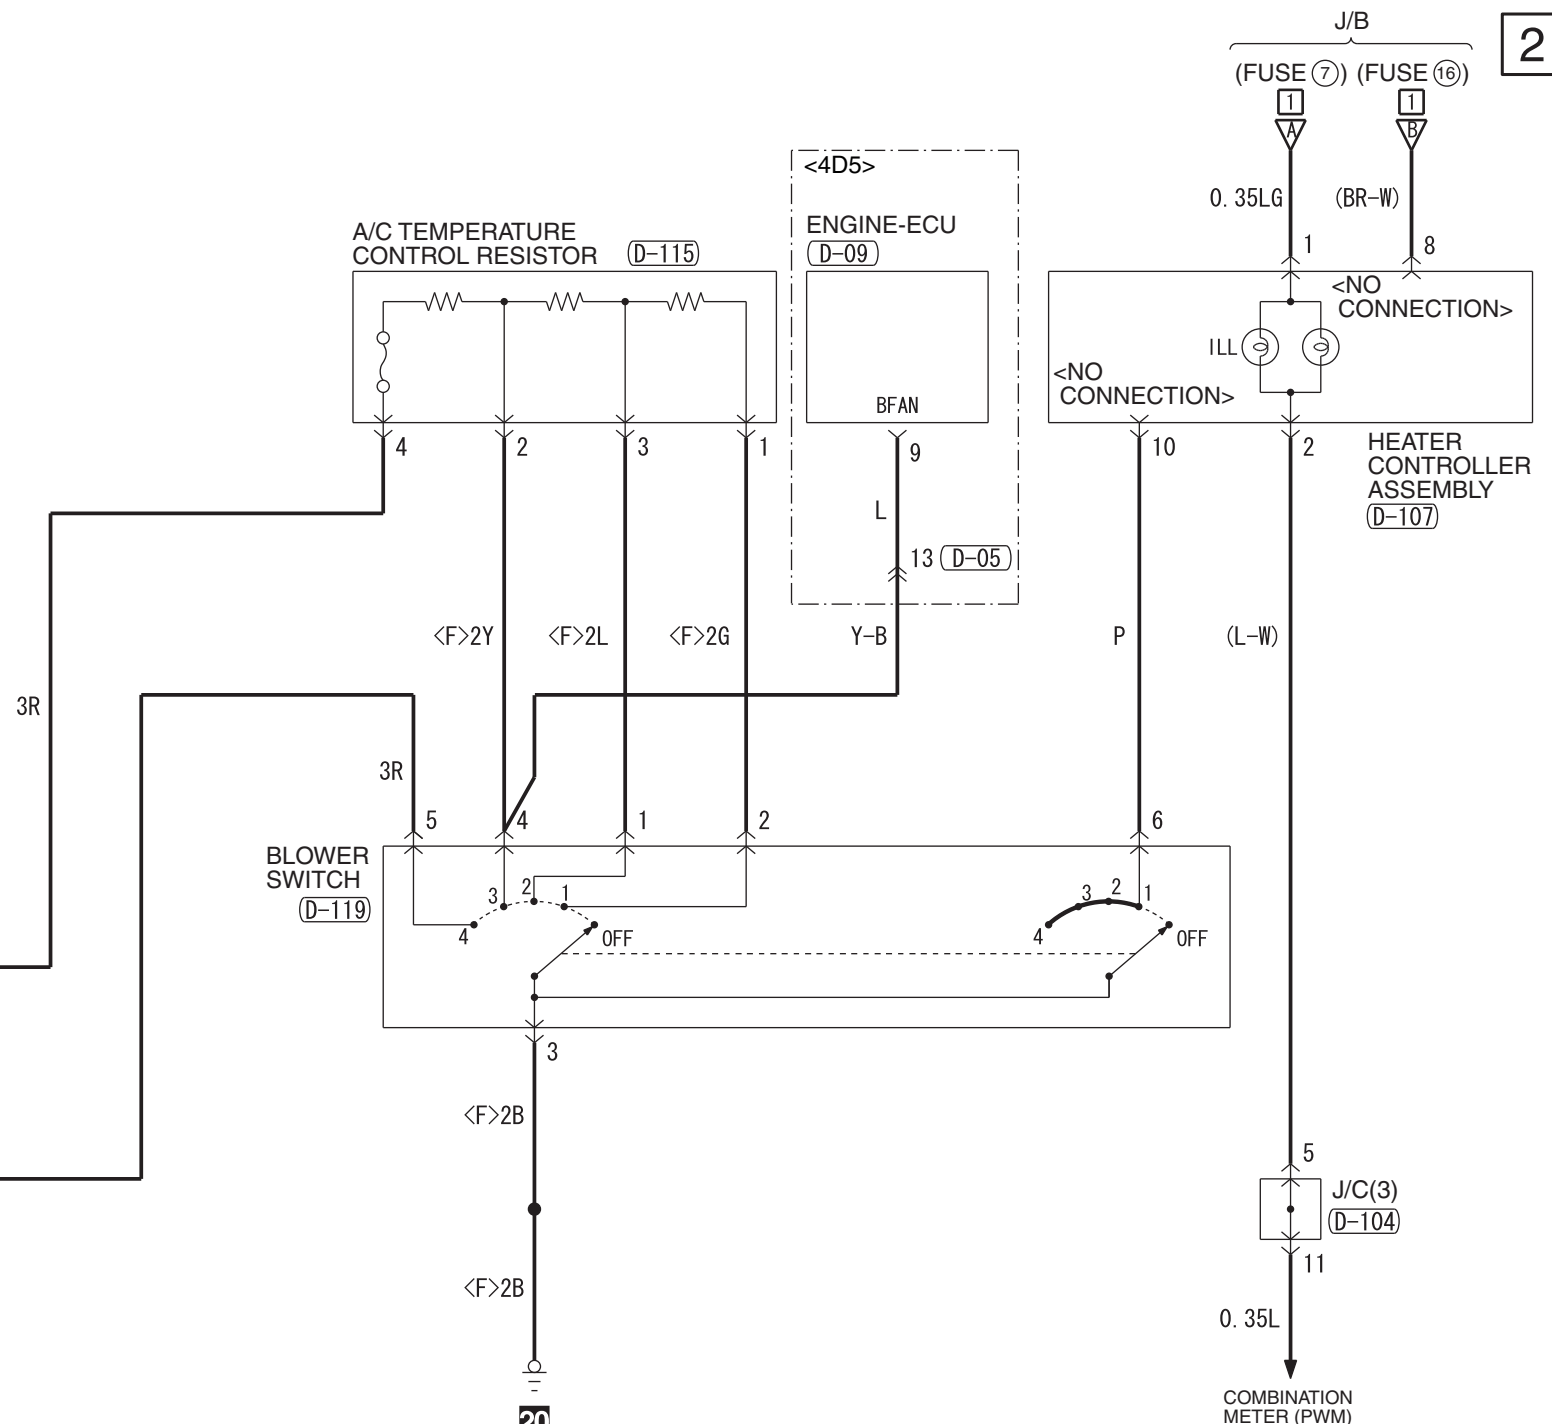 J/B
2
(FUSE ⑦) (FUSE ⑯)
1
1
A
B
<4D5>
0.35LG
(BR-W)
A/C TEMPERATURE
CONTROL RESISTOR (D-115)
ENGINE-ECU
(D-09)
1
8
<NO
CONNECTION>
ILL
<NO
CONNECTION>
BFAN
4
2
3
1
9
10
2
HEATER
CONTROLLER
ASSEMBLY
(D-107)
L
13 (D-05)
<F>2Y
<F>2L
<F>2G
Y-B
P
(L-W)
3R
3R
5
4
1
2
6
BLOWER
SWITCH
(D-119)
3
2
1
4
OFF
3
2
1
4
OFF
3
<F>2B
5
J/C(3)
(D-104)
11
<F>2B
0.35L
COMBINATION
METER (PWM)
20